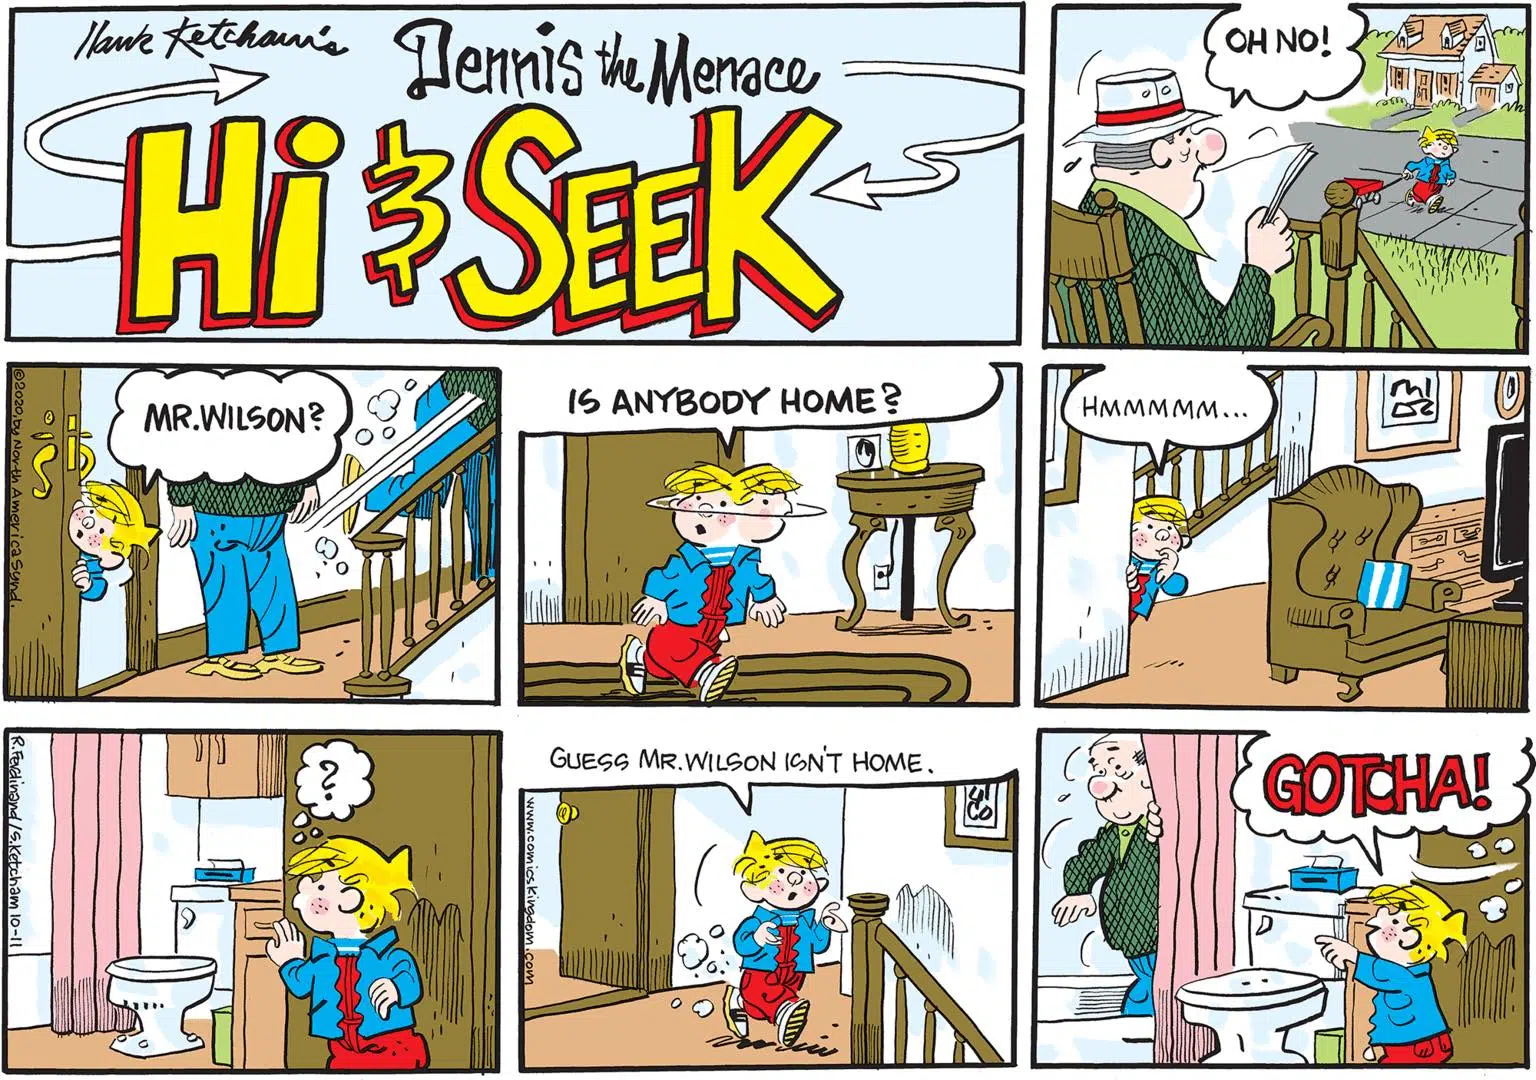 Hank Ketcham's
Dennis the Menace
Hi & SEEK
OH NO!
©2020, by North America Synd.
MR. WILSON?
IS ANYBODY HOME?
HMMMMM...
R. Ferdinand/S. Ketcham 10-11
?
GUESS MR. WILSON ISN'T HOME.
www.comicskingdom.com
GOTCHA!